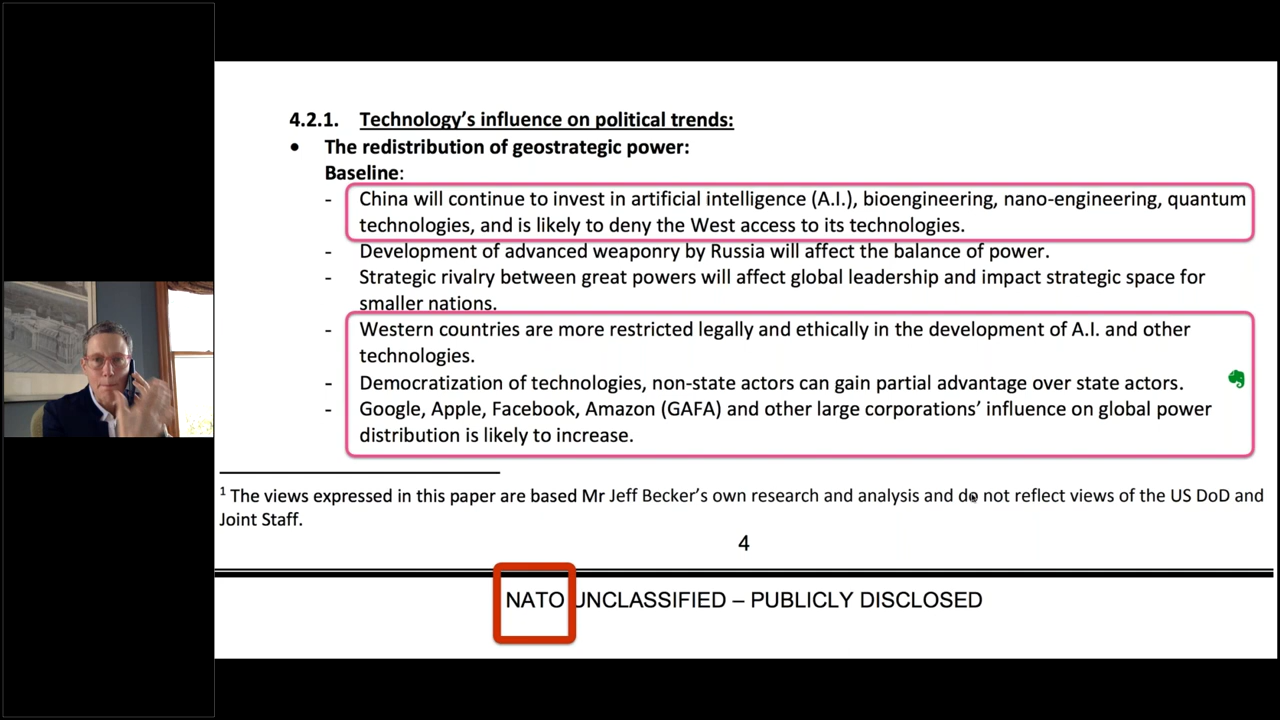 4.2.1. Technology's influence on political trends:
• The redistribution of geostrategic power:
Baseline:
- China will continue to invest in artificial intelligence (A.I.), bioengineering, nano-engineering, quantum
technologies, and is likely to deny the West access to its technologies.
- Development of advanced weaponry by Russia will affect the balance of power.
- Strategic rivalry between great powers will affect global leadership and impact strategic space for
smaller nations.
- Western countries are more restricted legally and ethically in the development of A.I. and other
technologies.
- Democratization of technologies, non-state actors can gain partial advantage over state actors.
- Google, Apple, Facebook, Amazon (GAFA) and other large corporations' influence on global power
distribution is likely to increase.
1 The views expressed in this paper are based Mr Jeff Becker's own research and analysis and do not reflect views of the US DoD and
Joint Staff.
4
NATO UNCLASSIFIED – PUBLICLY DISCLOSED